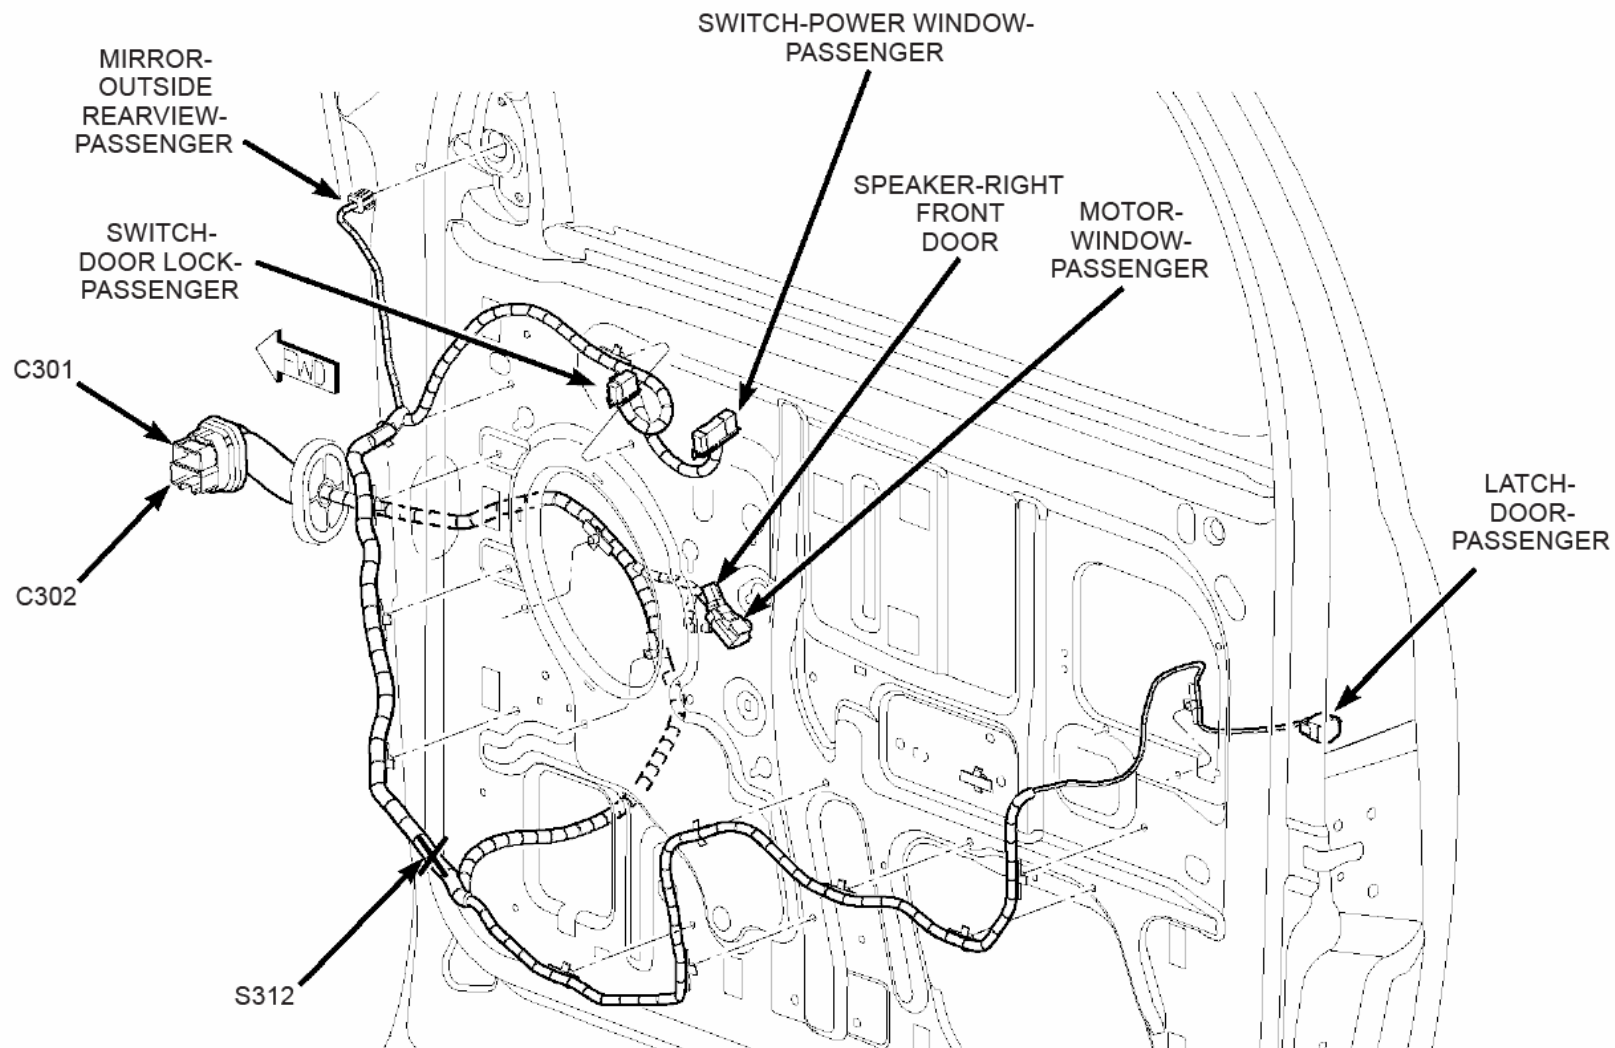 SWITCH-POWER WINDOW-
PASSENGER
MIRROR-
OUTSIDE
REARVIEW-
PASSENGER
SPEAKER-RIGHT
FRONT
DOOR
MOTOR-
WINDOW-
PASSENGER
SWITCH-
DOOR LOCK-
PASSENGER
FWD
C301
LATCH-
DOOR-
PASSENGER
C302
S312